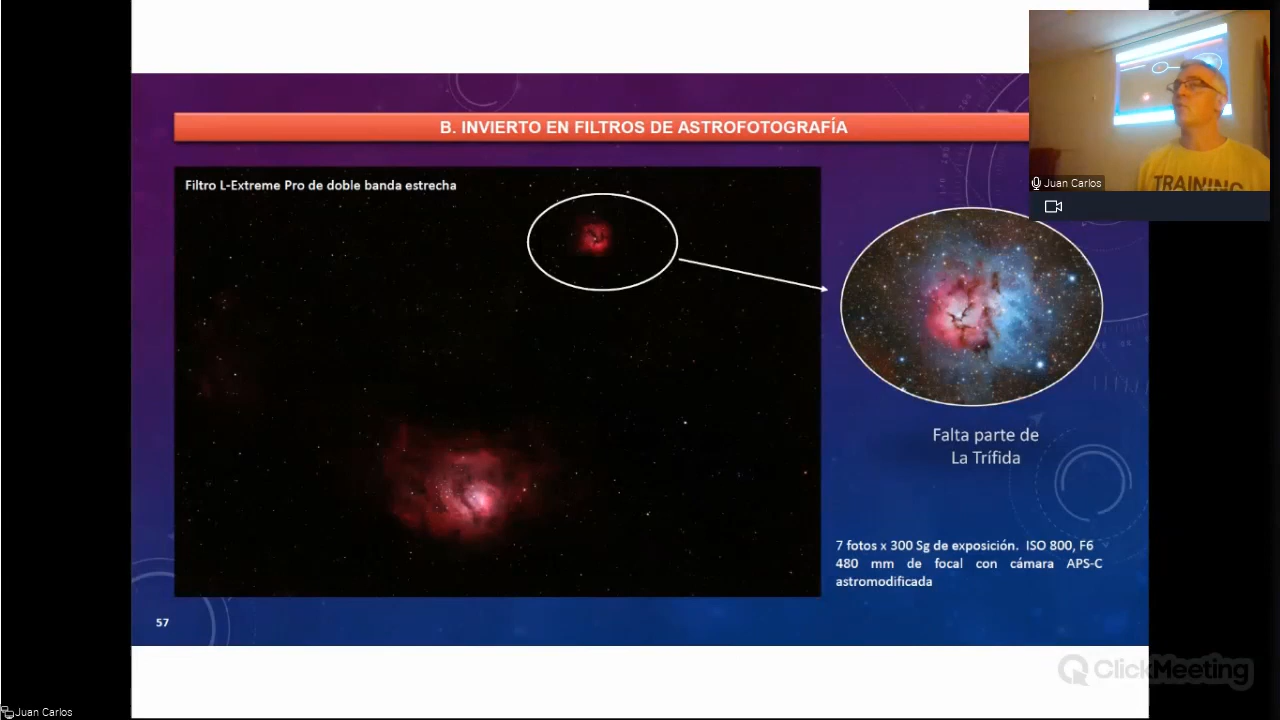 B. INVIERTO EN FILTROS DE ASTROFOTOGRAFÍA
Filtro L-Extreme Pro de doble banda estrecha
TRAINING
Juan Carlos
Falta parte de
La Trífida
7 fotos x 300 Sg de exposición. ISO 800, F6
480 mm de focal con cámara APS-C
astromodificada
57
ClickMeeting
Juan Carlos